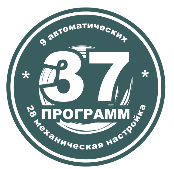 9 автоматических
* 37 *
ПРОГРАММ
28 механическая настройка